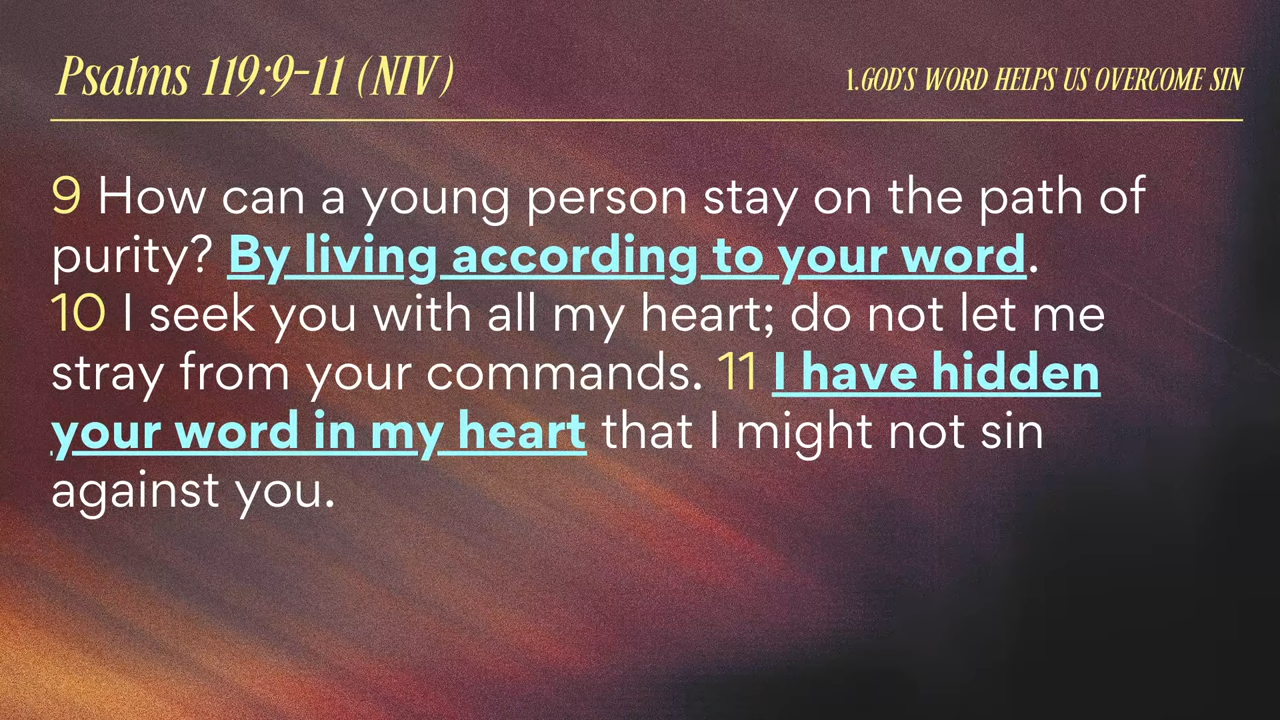 Psalms 119:9-11 (NIV)
1.GOD'S WORD HELPS US OVERCOME SIN
9 How can a young person stay on the path of
purity? By living according to your word.
10 I seek you with all my heart; do not let me
stray from your commands. 11 I have hidden
your word in my heart that I might not sin
against you.